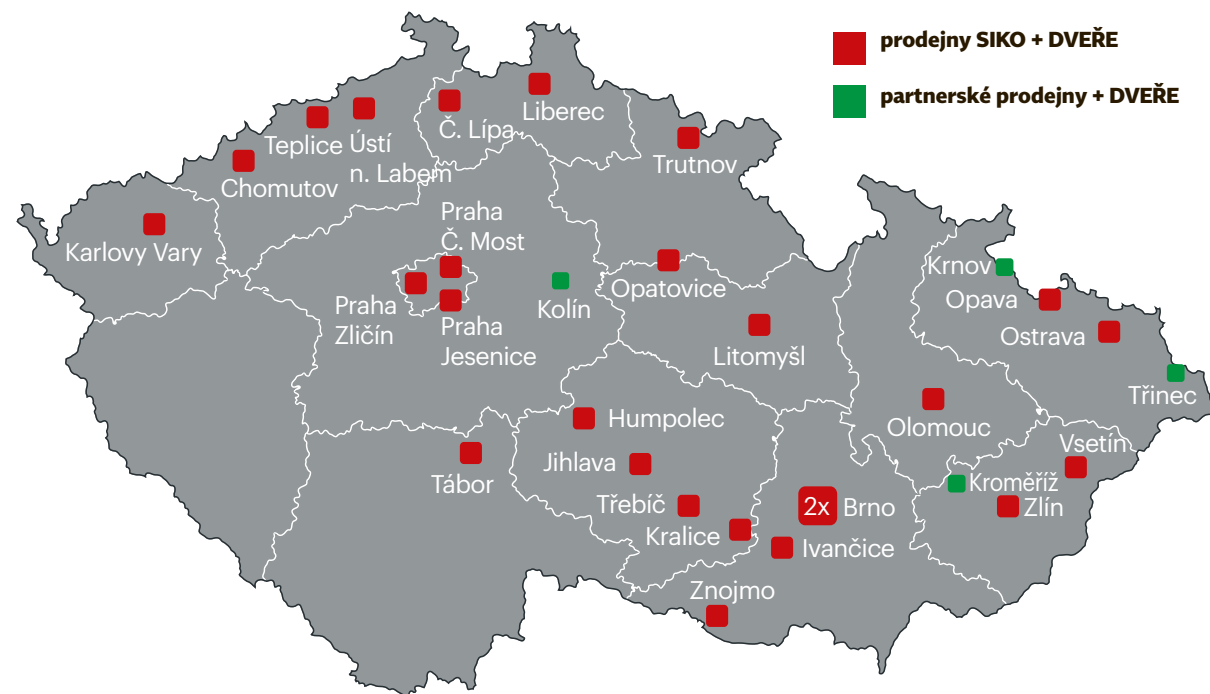 prodejny SIKO + DVEŘE
partnerské prodejny + DVEŘE
Liberec
Č. Lípa
Teplice
Ústí
n. Labem
Trutnov
Chomutov
Karlovy Vary
Praha
Č. Most
Praha
Zličín
Praha
Jesenice
Kolín
Opatovice
Litomyšl
Krnov
Opava
Ostrava
Třinec
Olomouc
Vsetín
Kroměříž
Zlín
Humpolec
Jihlava
Tábor
Třebíč
Kralice
2x Brno
Ivančice
Znojmo